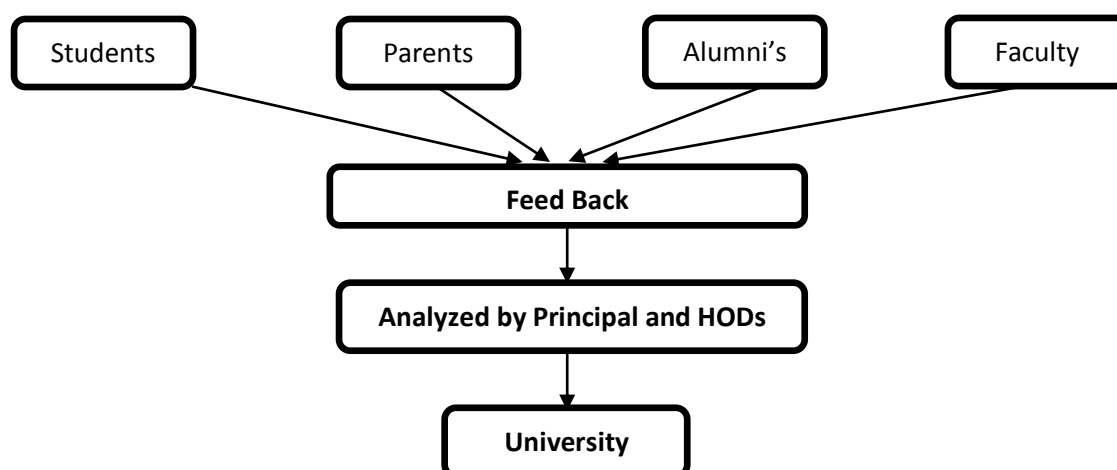 Students
Parents
Alumni’s
Faculty
Feed Back
Analyzed by Principal and HODs
University